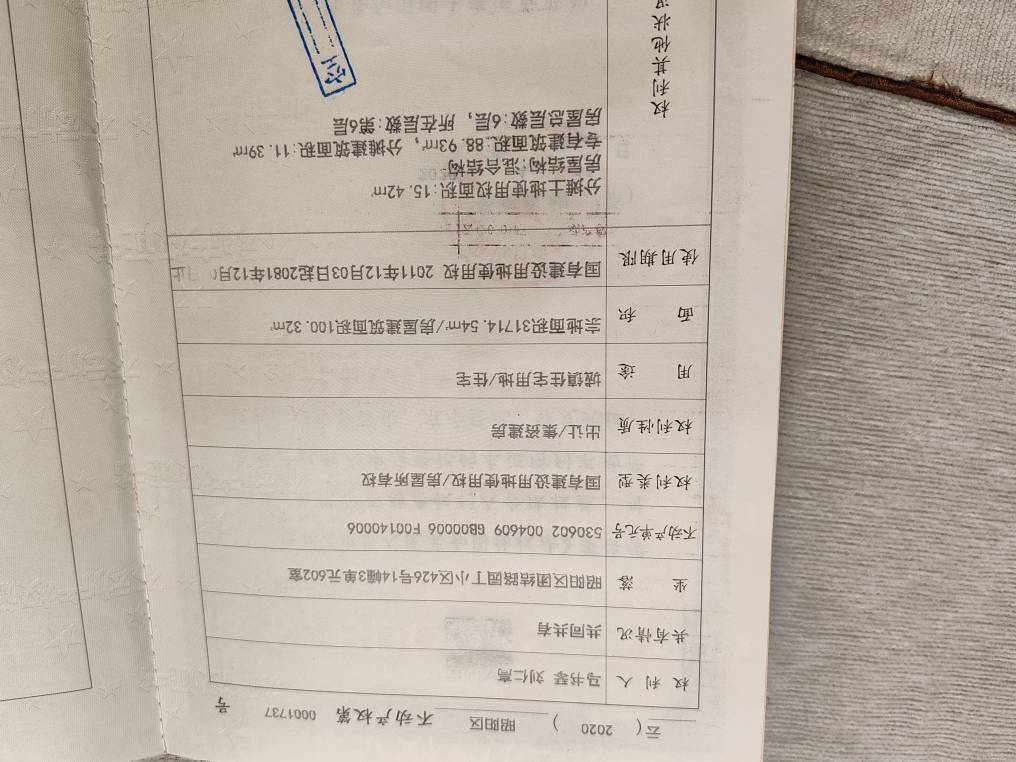 云（ 2020 ） 昭阳区 不动产权第 0001737 号
权利人 马书琴 刘仁高
共有情况 共同共有
坐落 昭阳区团结路园丁小区426号14幢3单元602室
不动产单元号 530602 004609 GB00006 F00140006
权利类型 国有建设用地使用权/房屋所有权
权利性质 出让/集资建房
用途 城镇住宅用地/住宅
面积 宗地面积31714.54㎡/房屋建筑面积100.32㎡
使用期限 国有建设用地使用权 2011年12月03日起2081年12月 止
分摊土地使用权面积:15.42㎡
房屋结构:混合结构
专有建筑面积:88.93㎡，分摊建筑面积:11.39㎡
房屋总层数:6层，所在层数:第6层
权利其他状况
空